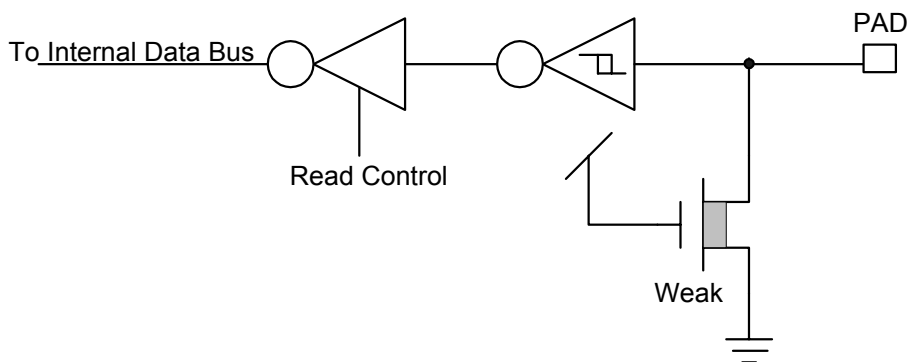 PAD
To Internal Data Bus
Read Control
Weak